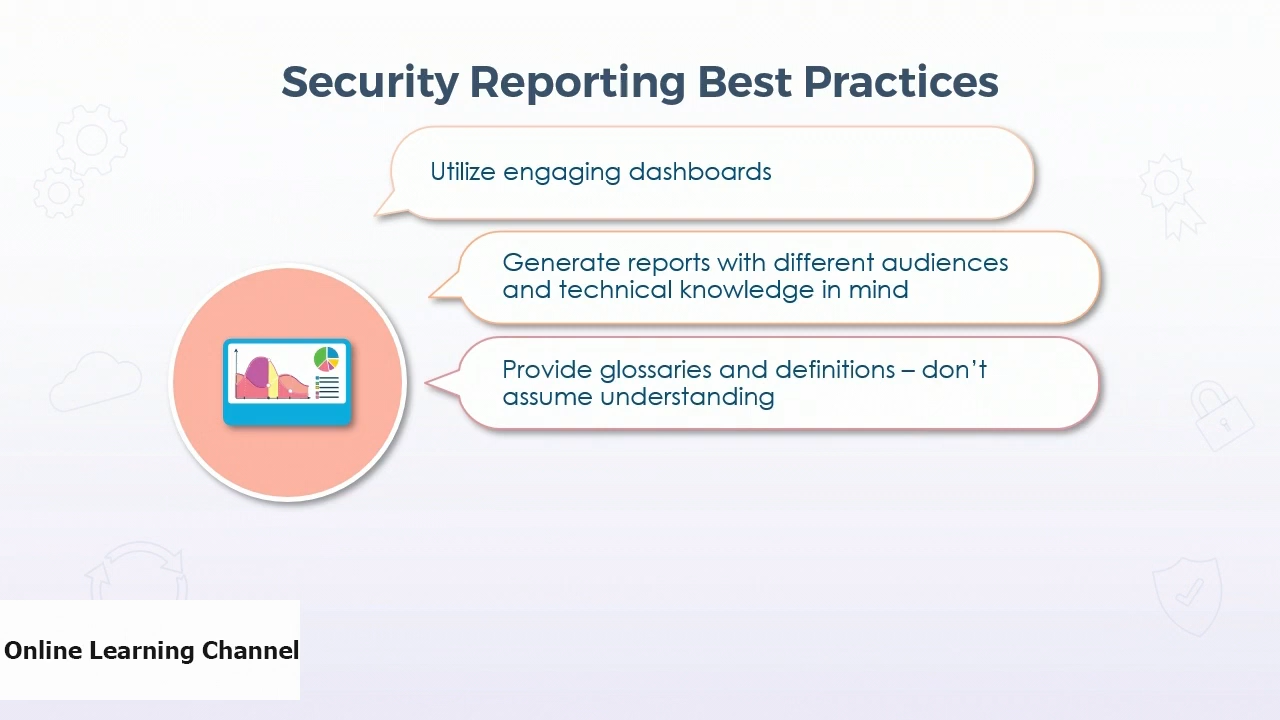 Security Reporting Best Practices
Utilize engaging dashboards
Generate reports with different audiences
and technical knowledge in mind
Provide glossaries and definitions – don’t
assume understanding
Online Learning Channel